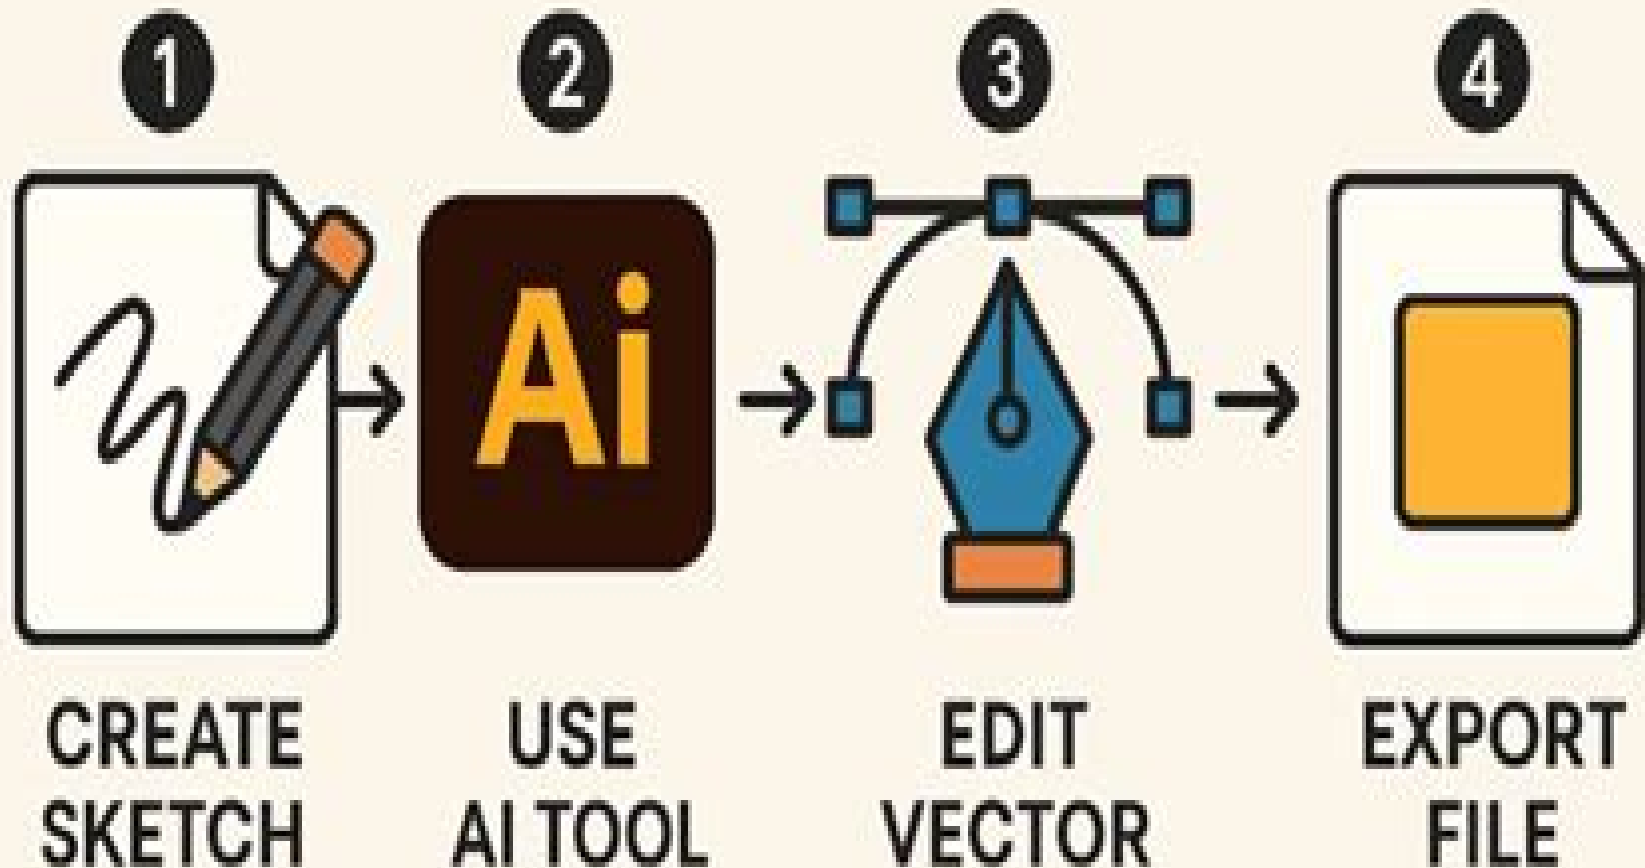 1
2
3
4
Ai
CREATE
SKETCH
USE
AI TOOL
EDIT
VECTOR
EXPORT
FILE